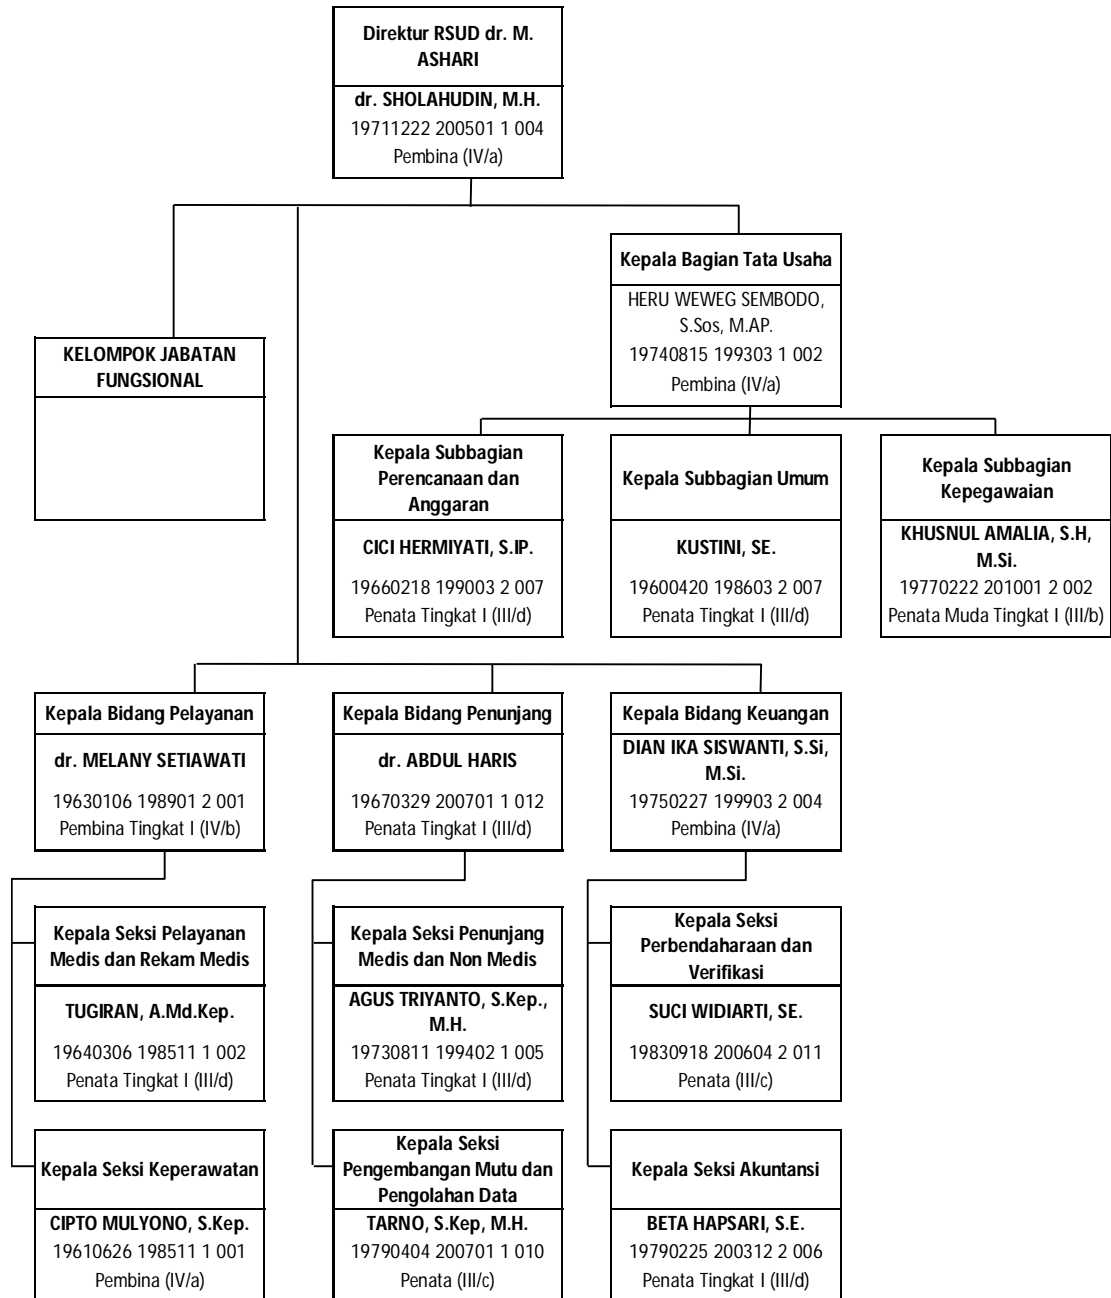 Direktur RSUD dr. M.
ASHARI
dr. SHOLAHUDIN, M.H.
19711222 200501 1 004
Pembina (IV/a)
Kepala Bagian Tata Usaha
HERU WEWEG SEMBODO,
S.Sos, M.AP.
19740815 199303 1 002
Pembina (IV/a)
KELOMPOK JABATAN
FUNGSIONAL
Kepala Subbagian
Perencanaan dan
Anggaran
CICI HERMIYATI, S.IP.
19660218 199003 2 007
Penata Tingkat I (III/d)
Kepala Subbagian Umum
KUSTINI, SE.
19600420 198603 2 007
Penata Tingkat I (III/d)
Kepala Subbagian
Kepegawaian
KHUSNUL AMALIA, S.H,
M.Si.
19770222 201001 2 002
Penata Muda Tingkat I (III/b)
Kepala Bidang Pelayanan
dr. MELANY SETIAWATI
19630106 198901 2 001
Pembina Tingkat I (IV/b)
Kepala Bidang Penunjang
dr. ABDUL HARIS
19670329 200701 1 012
Penata Tingkat I (III/d)
Kepala Bidang Keuangan
DIAN IKA SISWANTI, S.Si,
M.Si.
19750227 199903 2 004
Pembina (IV/a)
Kepala Seksi Pelayanan
Medis dan Rekam Medis
TUGIRAN, A.Md.Kep.
19640306 198511 1 002
Penata Tingkat I (III/d)
Kepala Seksi Penunjang
Medis dan Non Medis
AGUS TRIYANTO, S.Kep.,
M.H.
19730811 199402 1 005
Penata Tingkat I (III/d)
Kepala Seksi
Perbendaharaan dan
Verifikasi
SUCI WIDIARTI, SE.
19830918 200604 2 011
Penata (III/c)
Kepala Seksi Keperawatan
CIPTO MULYONO, S.Kep.
19610626 198511 1 001
Pembina (IV/a)
Kepala Seksi
Pengembangan Mutu dan
Pengolahan Data
TARNO, S.Kep, M.H.
19790404 200701 1 010
Penata (III/c)
Kepala Seksi Akuntansi
BETA HAPSARI, S.E.
19790225 200312 2 006
Penata Tingkat I (III/d)